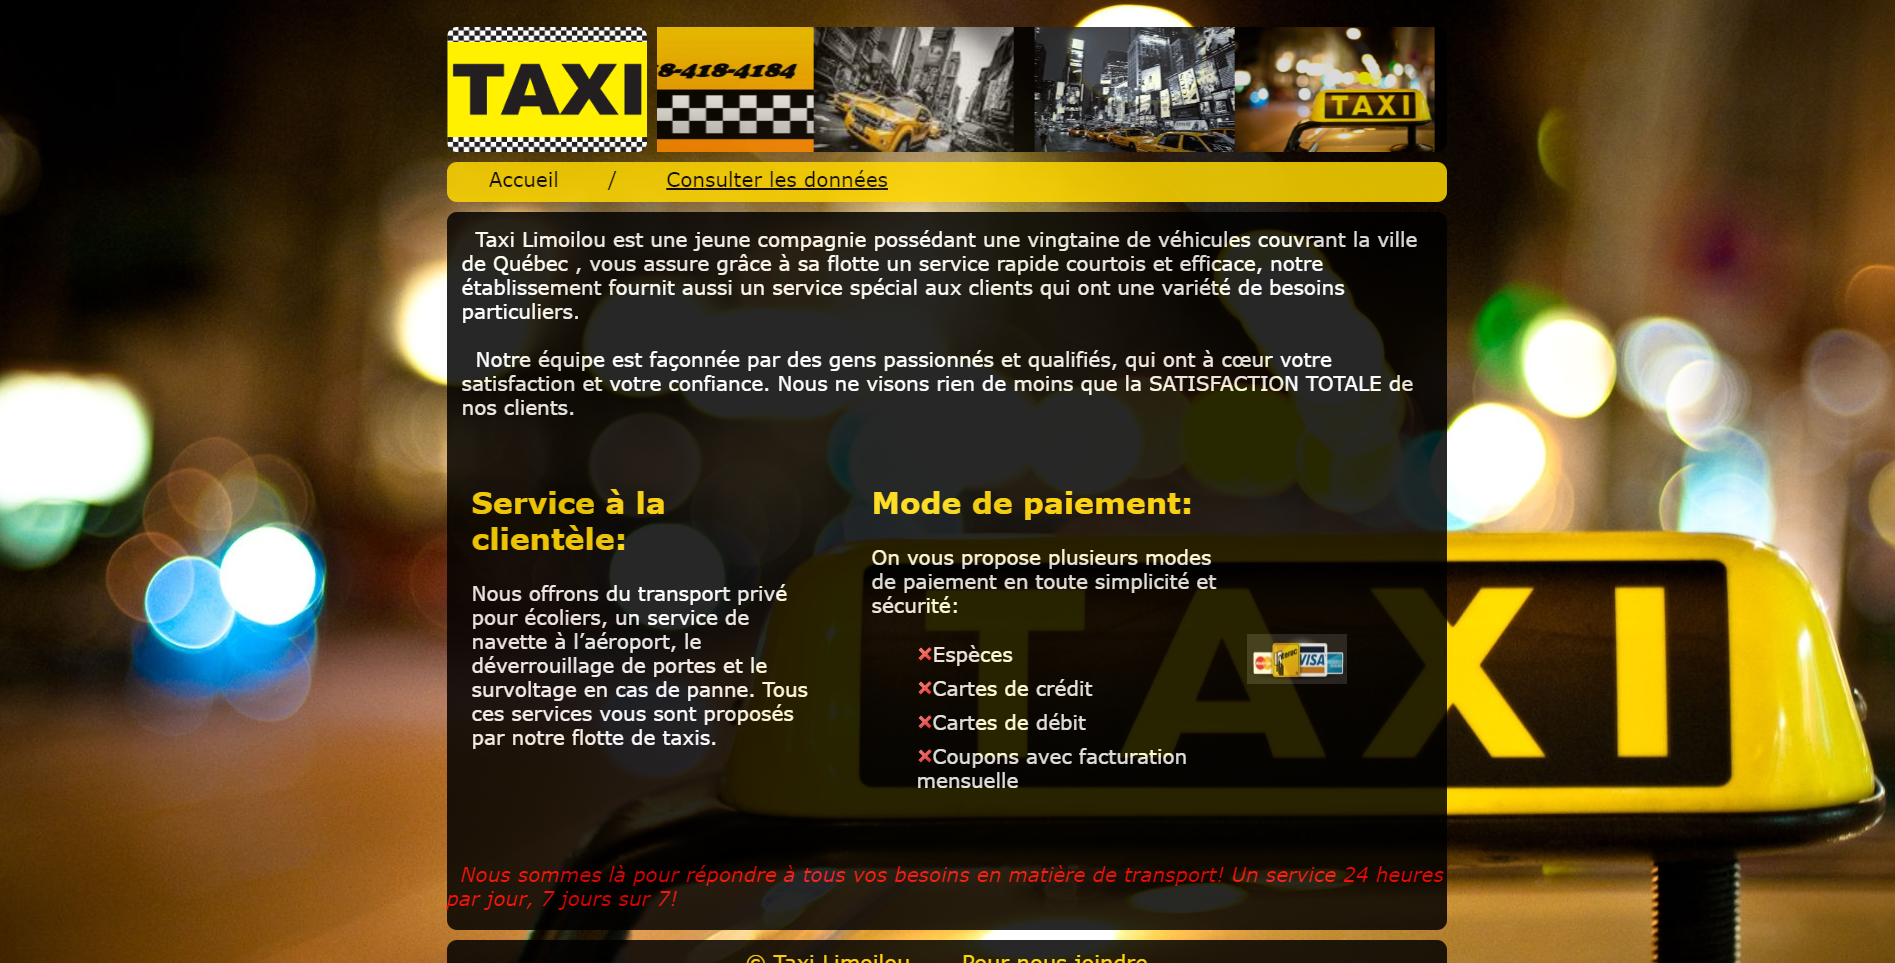 TAXI
8-418-4184
TAXI
Accueil / Consulter les données
Taxi Limoilou est une jeune compagnie possédant une vingtaine de véhicules couvrant la ville
de Québec , vous assure grâce à sa flotte un service rapide courtois et efficace, notre
établissement fournit aussi un service spécial aux clients qui ont une variété de besoins
particuliers.
Notre équipe est façonnée par des gens passionnés et qualifiés, qui ont à cœur votre
satisfaction et votre confiance. Nous ne visons rien de moins que la SATISFACTION TOTALE de
nos clients.
Service à la
clientèle:
Nous offrons du transport privé
pour écoliers, un service de
navette à l’aéroport, le
déverrouillage de portes et le
survoltage en cas de panne. Tous
ces services vous sont proposés
par notre flotte de taxis.
Mode de paiement:
On vous propose plusieurs modes
de paiement en toute simplicité et
sécurité:
Espèces
Cartes de crédit
Cartes de débit
Coupons avec facturation
mensuelle
Interac VISA
TAXI
Nous sommes là pour répondre à tous vos besoins en matière de transport! Un service 24 heures
par jour, 7 jours sur 7!
© Taxi Limoilou Pour nous joindre